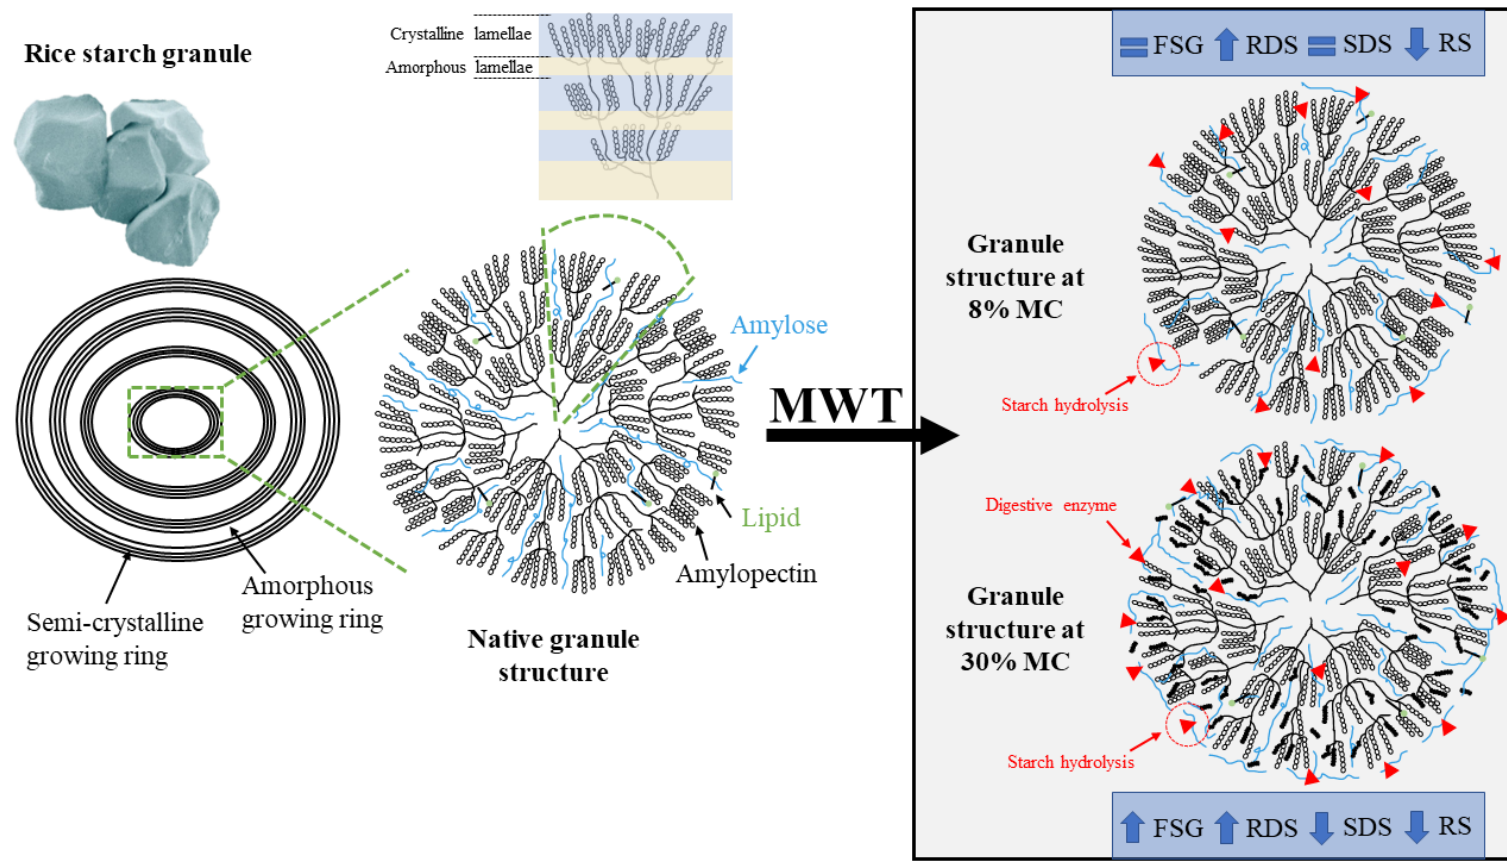 Rice starch granule
Crystalline lamellae
Amorphous lamellae
Amylose
Lipid
Amylopectin
Semi-crystalline
growing ring
Amorphous
growing ring
Native granule
structure
MWT
= FSG ↑ RDS = SDS ↓ RS
Granule
structure at
8% MC
Starch hydrolysis
Digestive enzyme
Granule
structure at
30% MC
Starch hydrolysis
↑ FSG ↑ RDS ↓ SDS ↓ RS